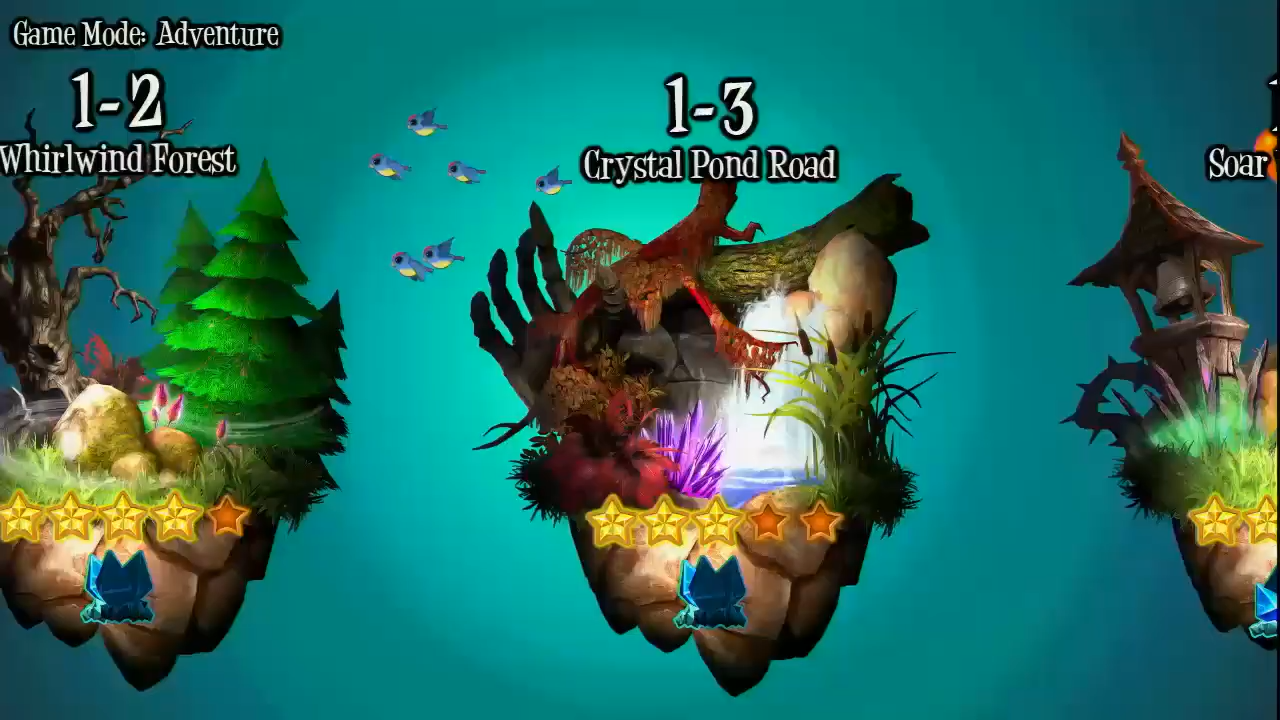 Game Mode: Adventure
1-2
Whirlwind Forest
1-3
Crystal Pond Road
Soar